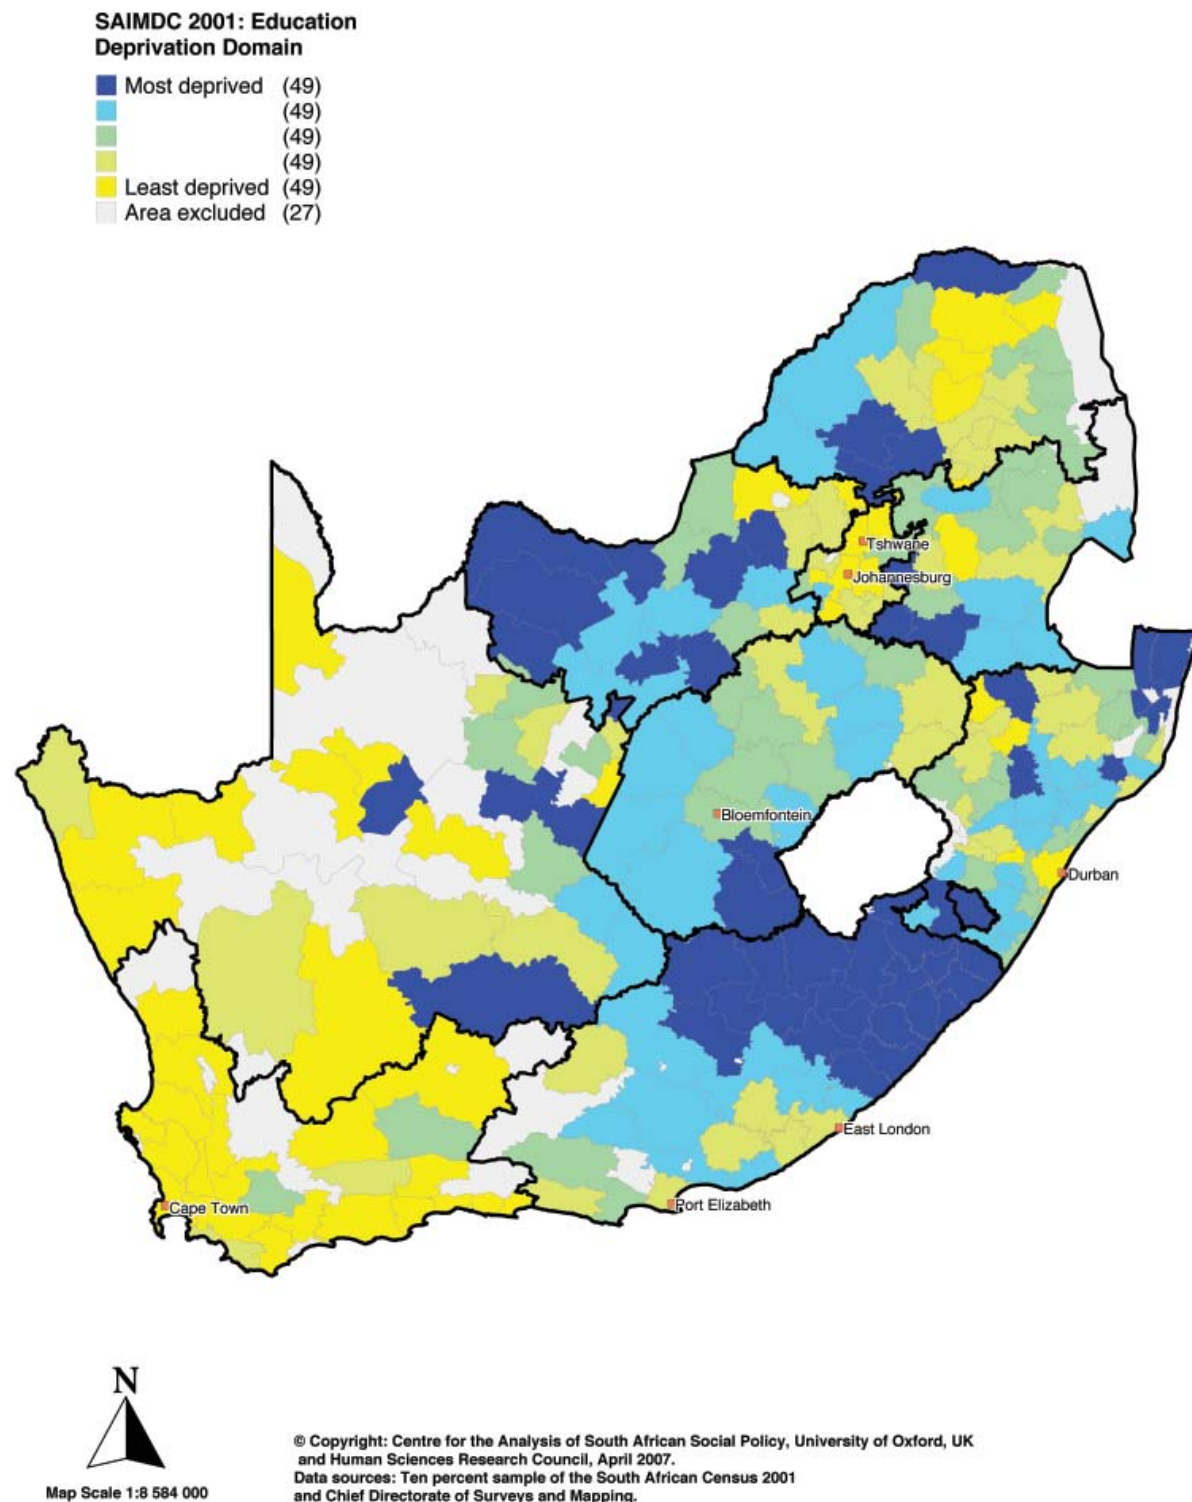 SAIMDC 2001: Education
Deprivation Domain
Most deprived (49)
(49)
(49)
(49)
Least deprived (49)
Area excluded (27)
Tshwane
Johannesburg
Bloemfontein
Durban
East London
Port Elizabeth
Cape Town
N
Map Scale 1:8 584 000
© Copyright: Centre for the Analysis of South African Social Policy, University of Oxford, UK
and Human Sciences Research Council, April 2007.
Data sources: Ten percent sample of the South African Census 2001
and Chief Directorate of Surveys and Mapping.